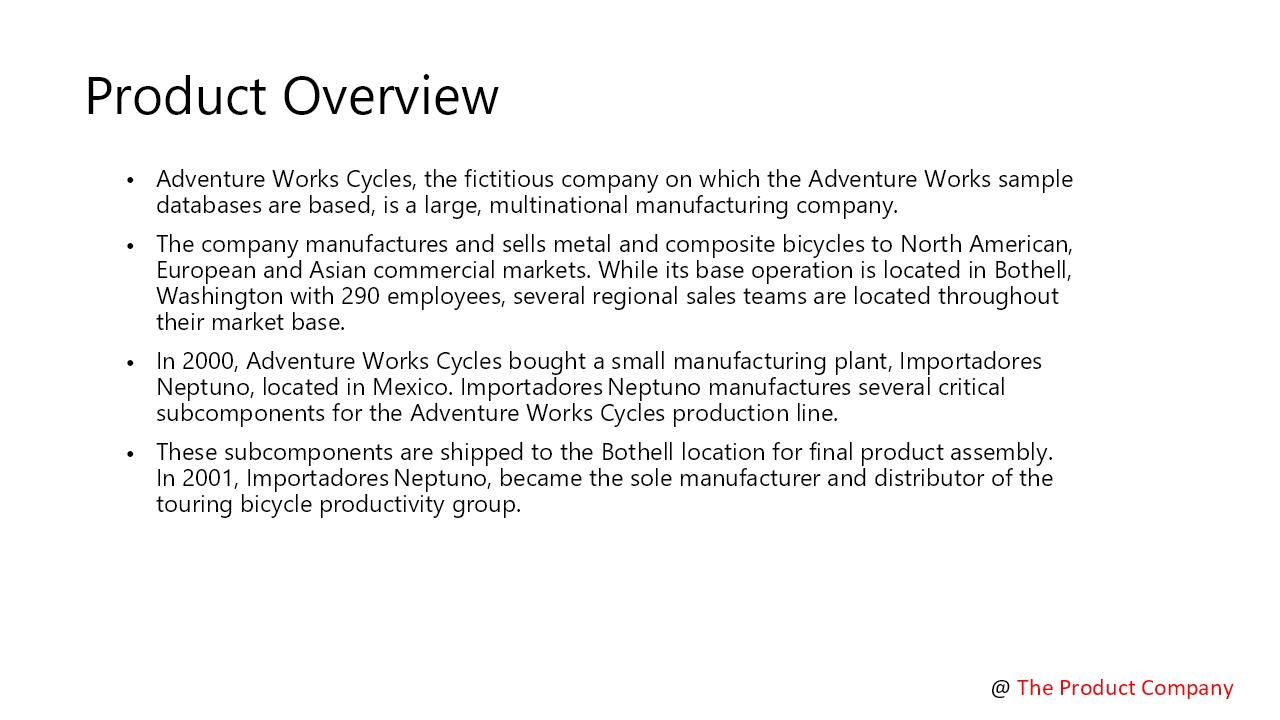 Product Overview
• Adventure Works Cycles, the fictitious company on which the Adventure Works sample
databases are based, is a large, multinational manufacturing company.
• The company manufactures and sells metal and composite bicycles to North American,
European and Asian commercial markets. While its base operation is located in Bothell,
Washington with 290 employees, several regional sales teams are located throughout
their market base.
• In 2000, Adventure Works Cycles bought a small manufacturing plant, Importadores
Neptuno, located in Mexico. Importadores Neptuno manufactures several critical
subcomponents for the Adventure Works Cycles production line.
• These subcomponents are shipped to the Bothell location for final product assembly.
In 2001, Importadores Neptuno, became the sole manufacturer and distributor of the
touring bicycle productivity group.
@ The Product Company